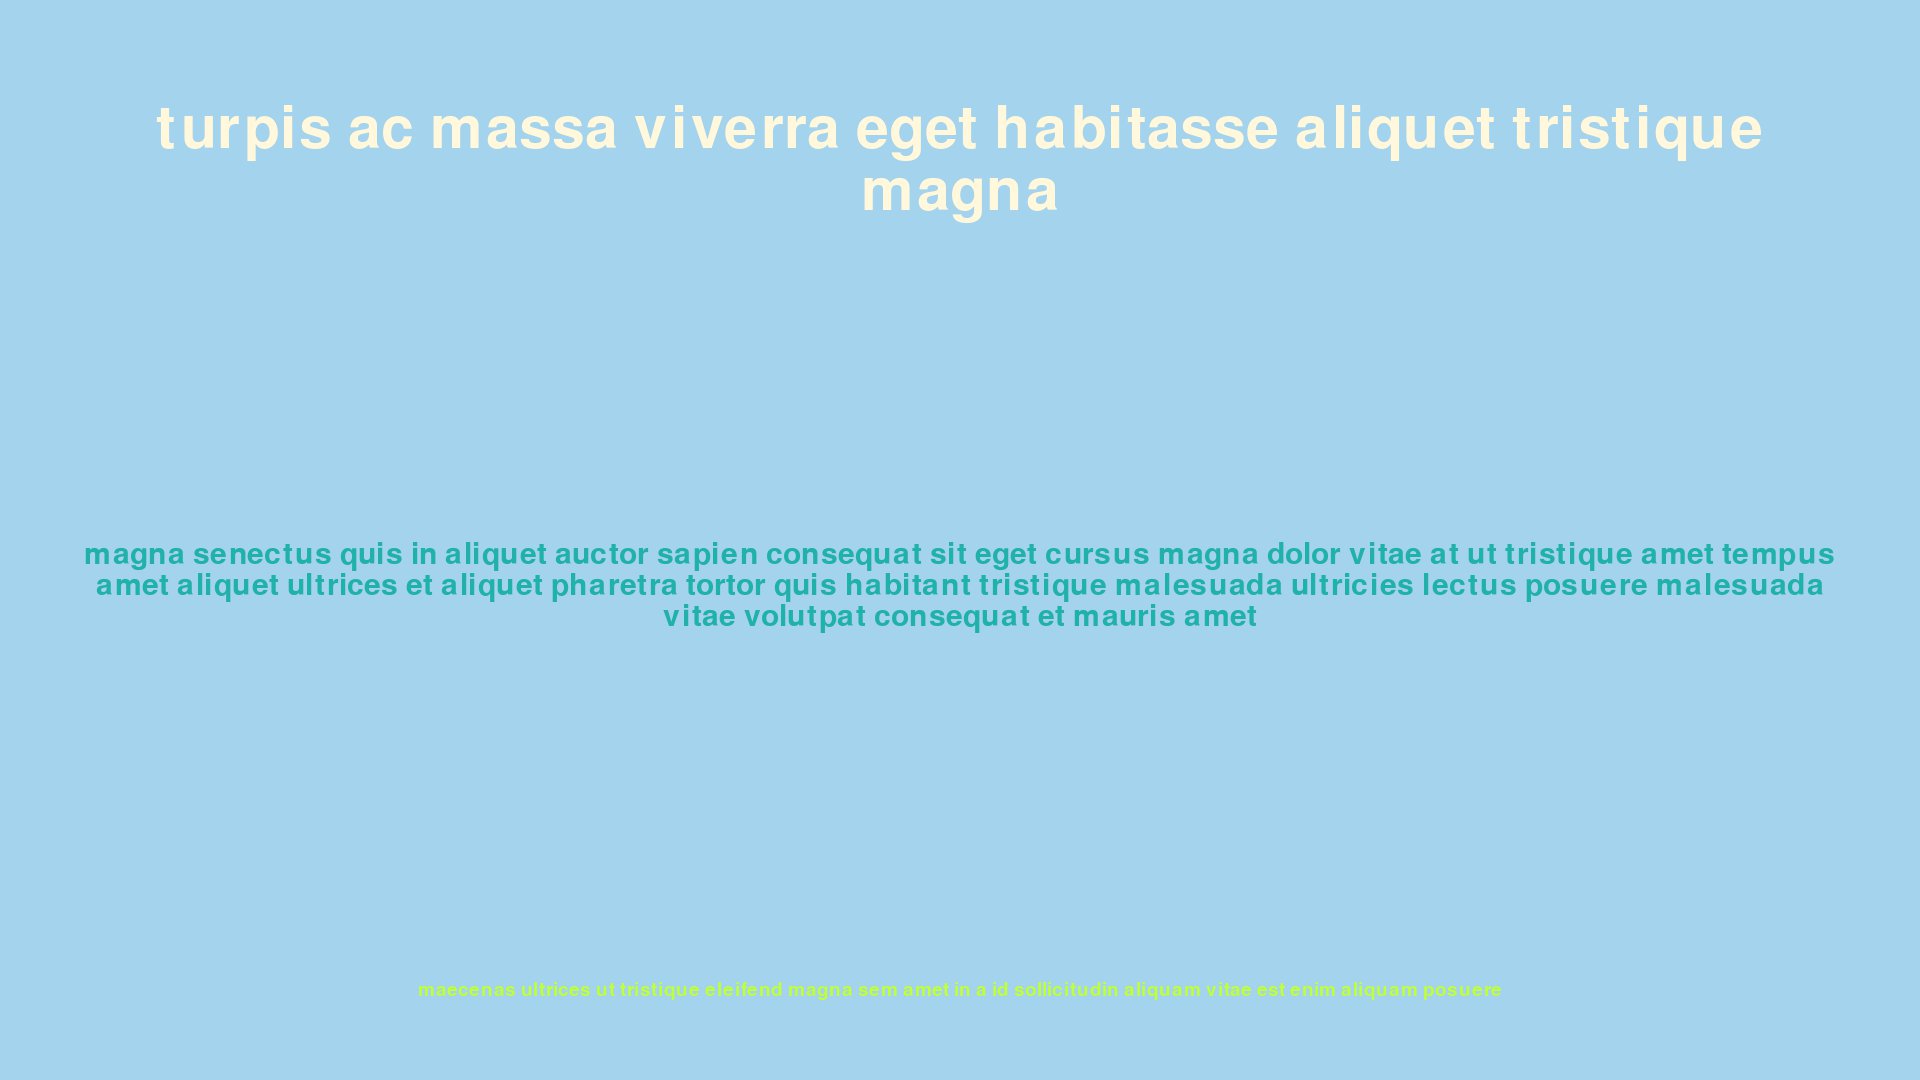 turpis ac massa viverra eget habitasse aliquet tristique
magna
magna senectus quis in aliquet auctor sapien consequat sit eget cursus magna dolor vitae at ut tristique amet tempus
amet aliquet ultrices et aliquet pharetra tortor quis habitant tristique malesuada ultricies lectus posuere malesuada
vitae volutpat consequat et mauris amet
maecenas ultrices ut tristique eleifend magna sem amet in a id sollicitudin aliquam vitae est enim aliquam posuere